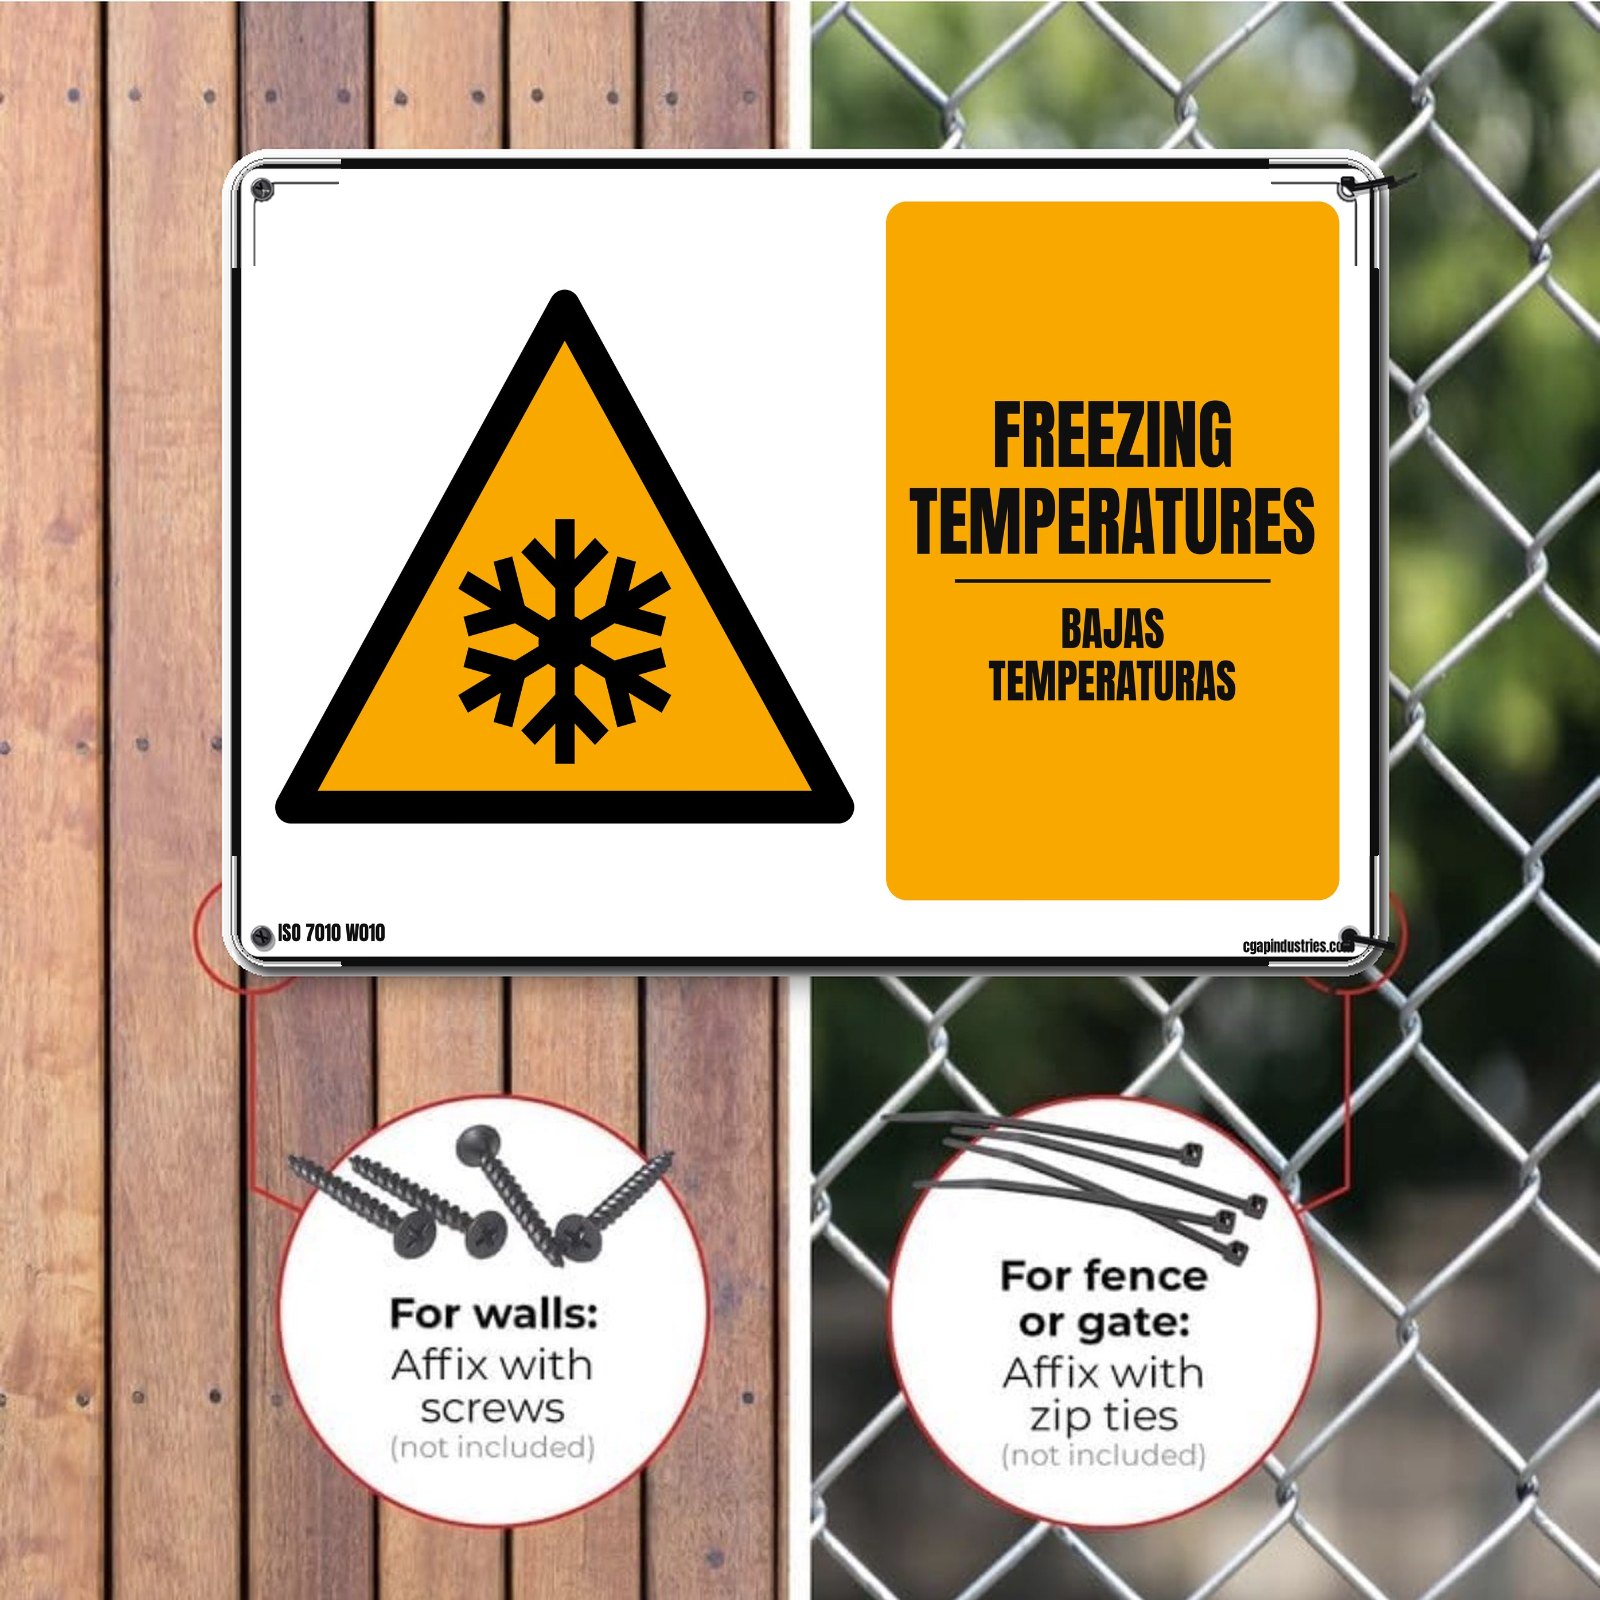 FREEZING
TEMPERATURES
BAJAS
TEMPERATURAS
ISO 7010 W010
For walls:
Affix with
screws
(not included)
For fence
or gate:
Affix with
zip ties
(not included)